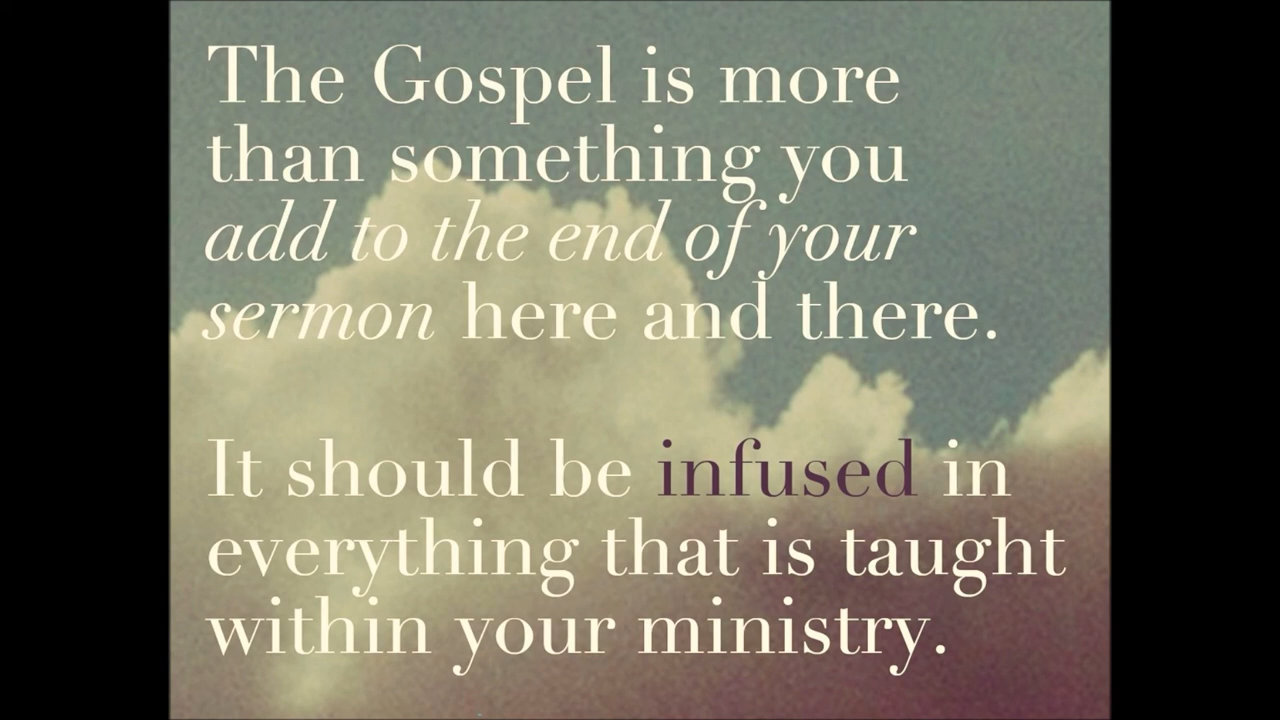 The Gospel is more
than something you
add to the end of your
sermon here and there.
It should be infused in
everything that is taught
within your ministry.